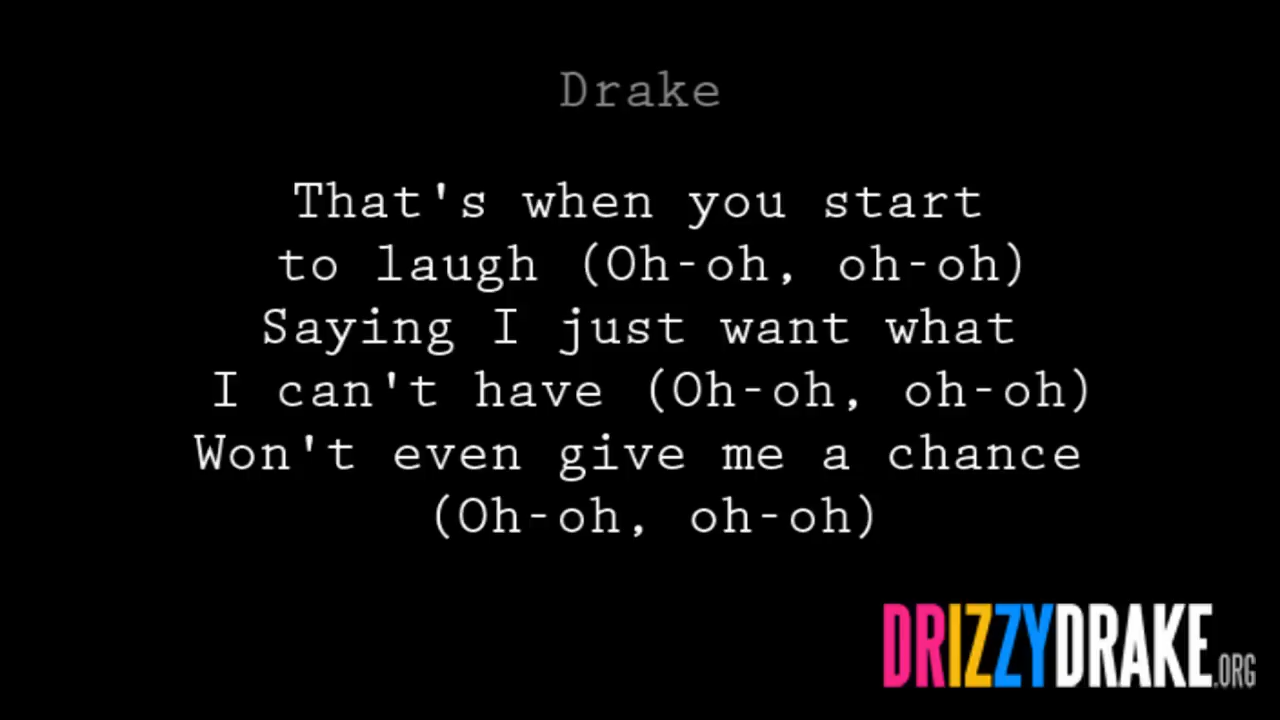 Drake
That's when you start
to laugh (Oh-oh, oh-oh)
Saying I just want what
I can't have (Oh-oh, oh-oh)
Won't even give me a chance
(Oh-oh, oh-oh)
DRIZZYDRAKE.ORG